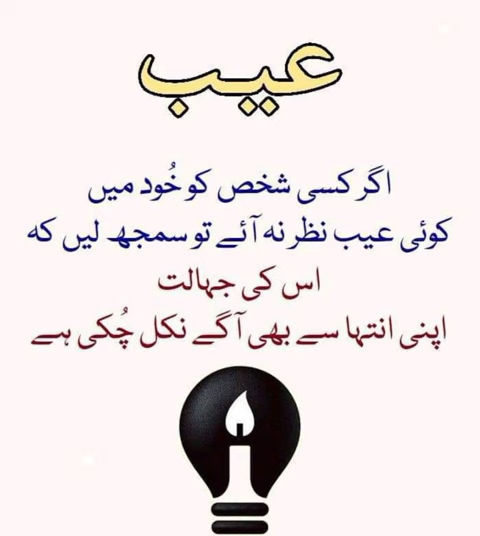 عیب
اگر کسی شخص کو خُود میں
کوئی عیب نظر نہ آئے تو سمجھ لیں کہ
اس کی جہالت
اپنی انتہا سے بھی آگے نکل چُکی ہے